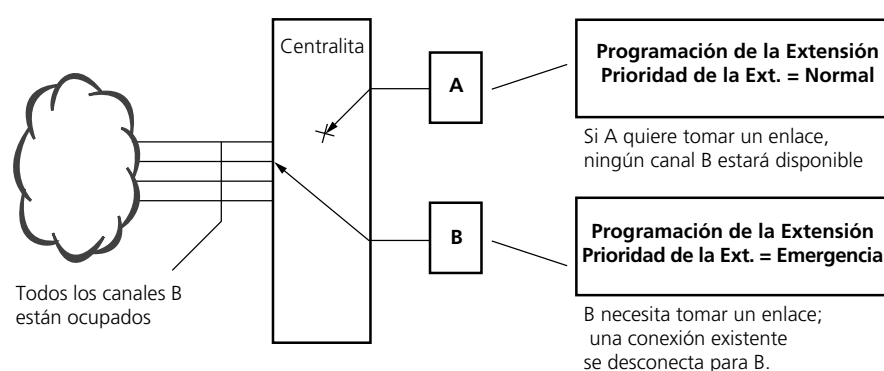 Centralita
A
Programación de la Extensión
Prioridad de la Ext. = Normal
Si A quiere tomar un enlace,
ningún canal B estará disponible
B
Programación de la Extensión
Prioridad de la Ext. = Emergencia
B necesita tomar un enlace;
una conexión existente
se desconecta para B.
Todos los canales B
están ocupados